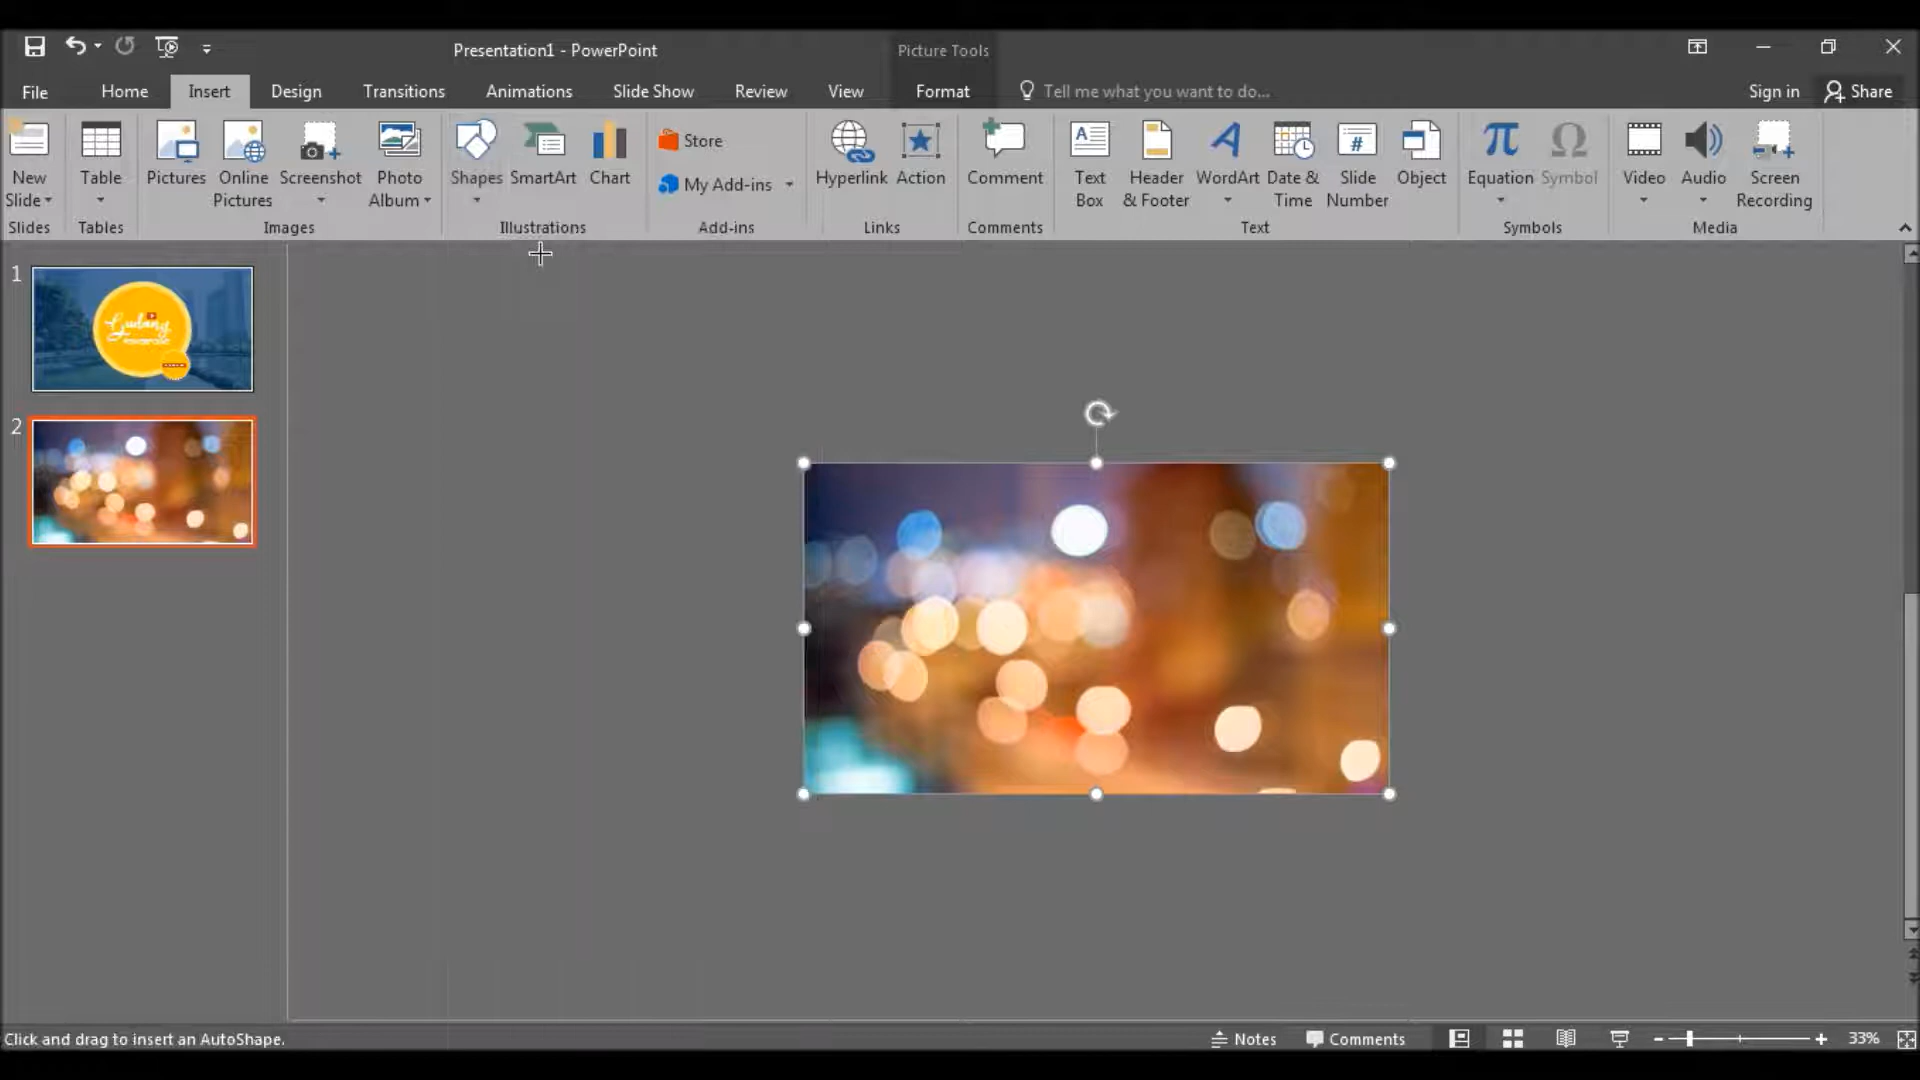 Presentation1 - PowerPoint
Picture Tools
File
Home
Insert
Design
Transitions
Animations
Slide Show
Review
View
Format
Tell me what you want to do...
Sign in
Share
New Slide
Table
Pictures
Online Pictures
Screenshot
Photo Album
Shapes
SmartArt
Chart
Store
My Add-ins
Hyperlink
Action
Comment
Text Box
Header & Footer
WordArt
Date & Time
Slide Number
Object
Equation
Symbol
Video
Audio
Screen Recording
Slides
Tables
Images
Illustrations
Add-ins
Links
Comments
Text
Symbols
Media
1
Gudang
2
Click and drag to insert an AutoShape.
Notes
Comments
33%